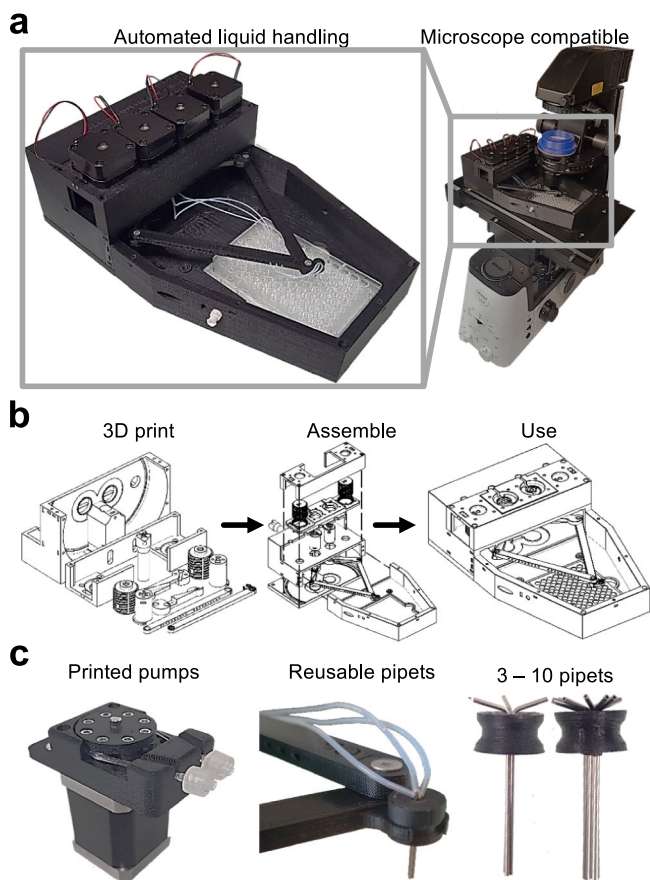 a
Automated liquid handling
Microscope compatible
b
3D print
Assemble
Use
c
Printed pumps
Reusable pipets
3 – 10 pipets